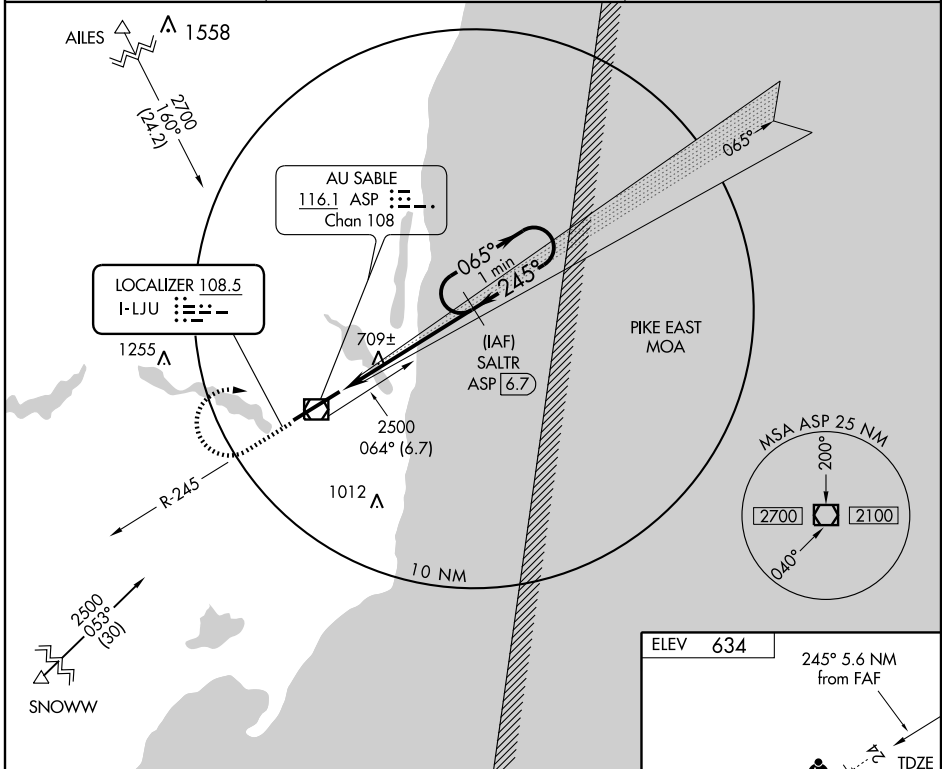 AILES
1558
2700
160°
(24.2)
AU SABLE
116.1 ASP
Chan 108
LOCALIZER 108.5
I-LJU
1255
709±
065°
1 min
245°
065°
(IAF)
SALTR
ASP 6.7
PIKE EAST
MOA
2500
064° (6.7)
R-245
1012
10 NM
MSA ASP 25 NM
200°
2700
2100
040°
2500
053°
(30)
SNOWW
ELEV 634
245° 5.6 NM
from FAF
24
TDZE